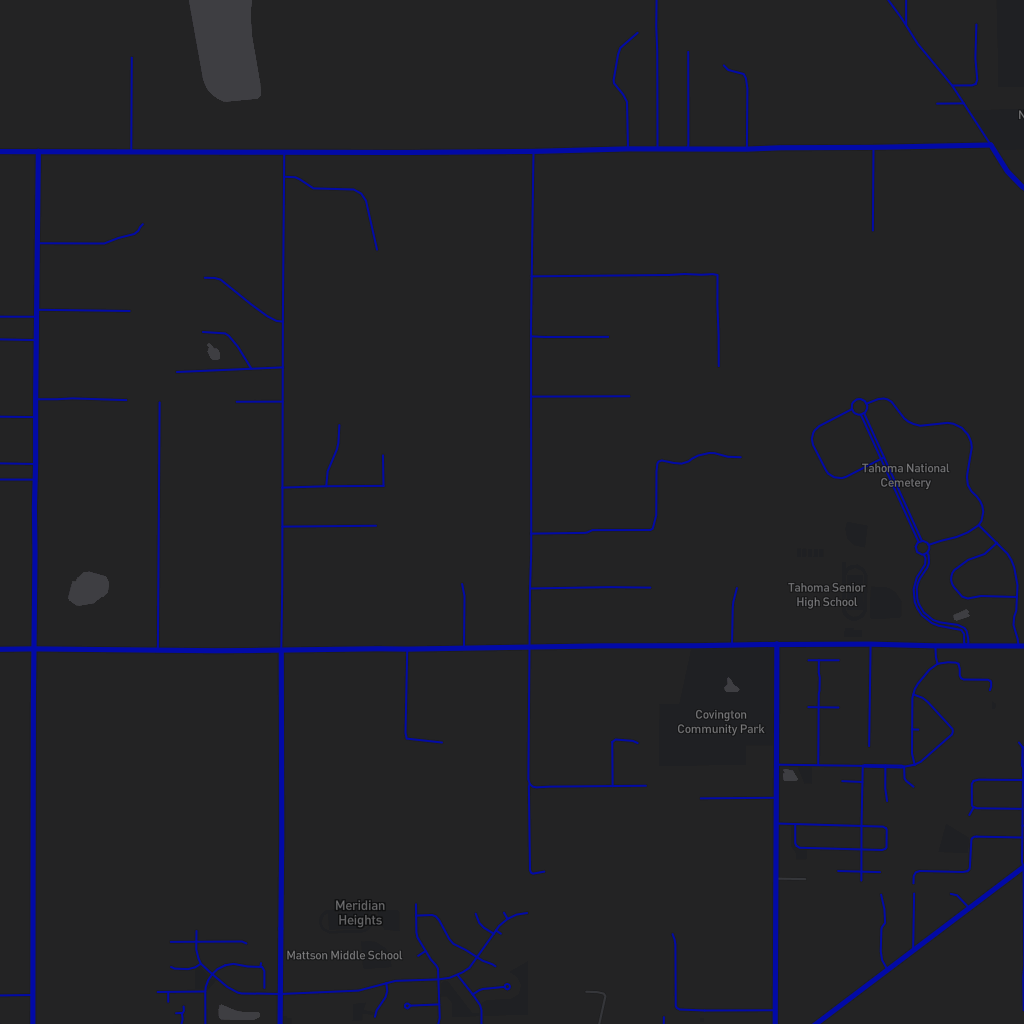 N
Tahoma National
Cemetery
Tahoma Senior
High School
Covington
Community Park
Meridian
Heights
Mattson Middle School